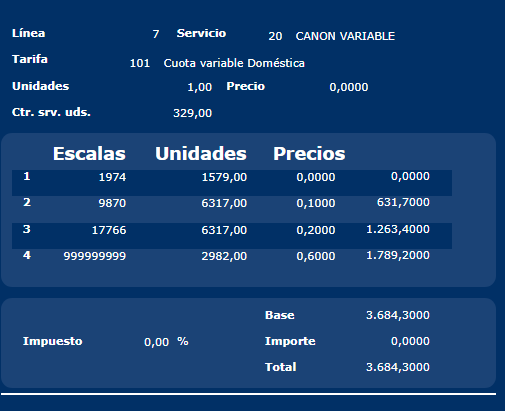 Línea 7 Servicio 20 CANON VARIABLE
Tarifa 101 Cuota variable Doméstica
Unidades 1,00 Precio 0,0000
Ctr. srv. uds. 329,00
Escalas Unidades Precios
1 1974 1579,00 0,0000 0,0000
2 9870 6317,00 0,1000 631,7000
3 17766 6317,00 0,2000 1.263,4000
4 999999999 2982,00 0,6000 1.789,2000
Base 3.684,3000
Impuesto 0,00 % Importe 0,0000
Total 3.684,3000